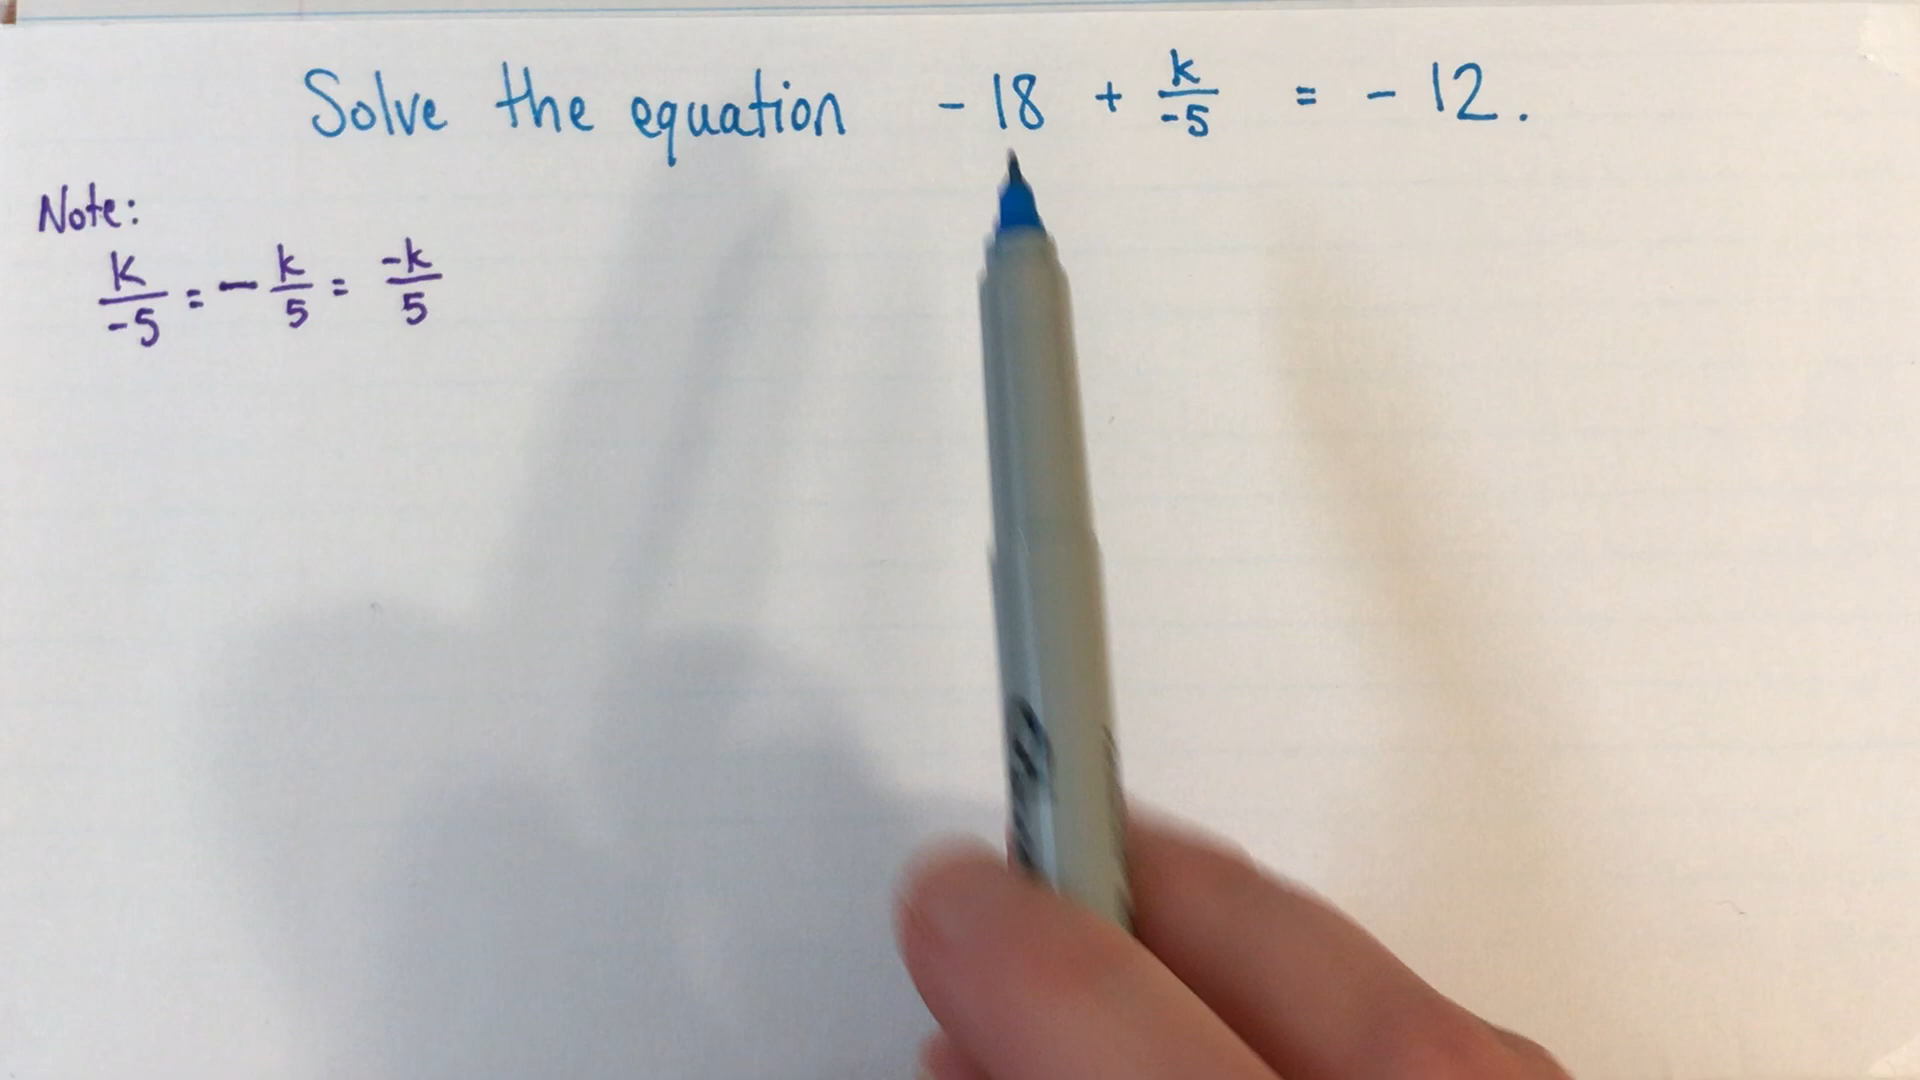 Solve the equation -18 + k/-5 = -12.
Note:
k/-5 = - k/5 = -k/5